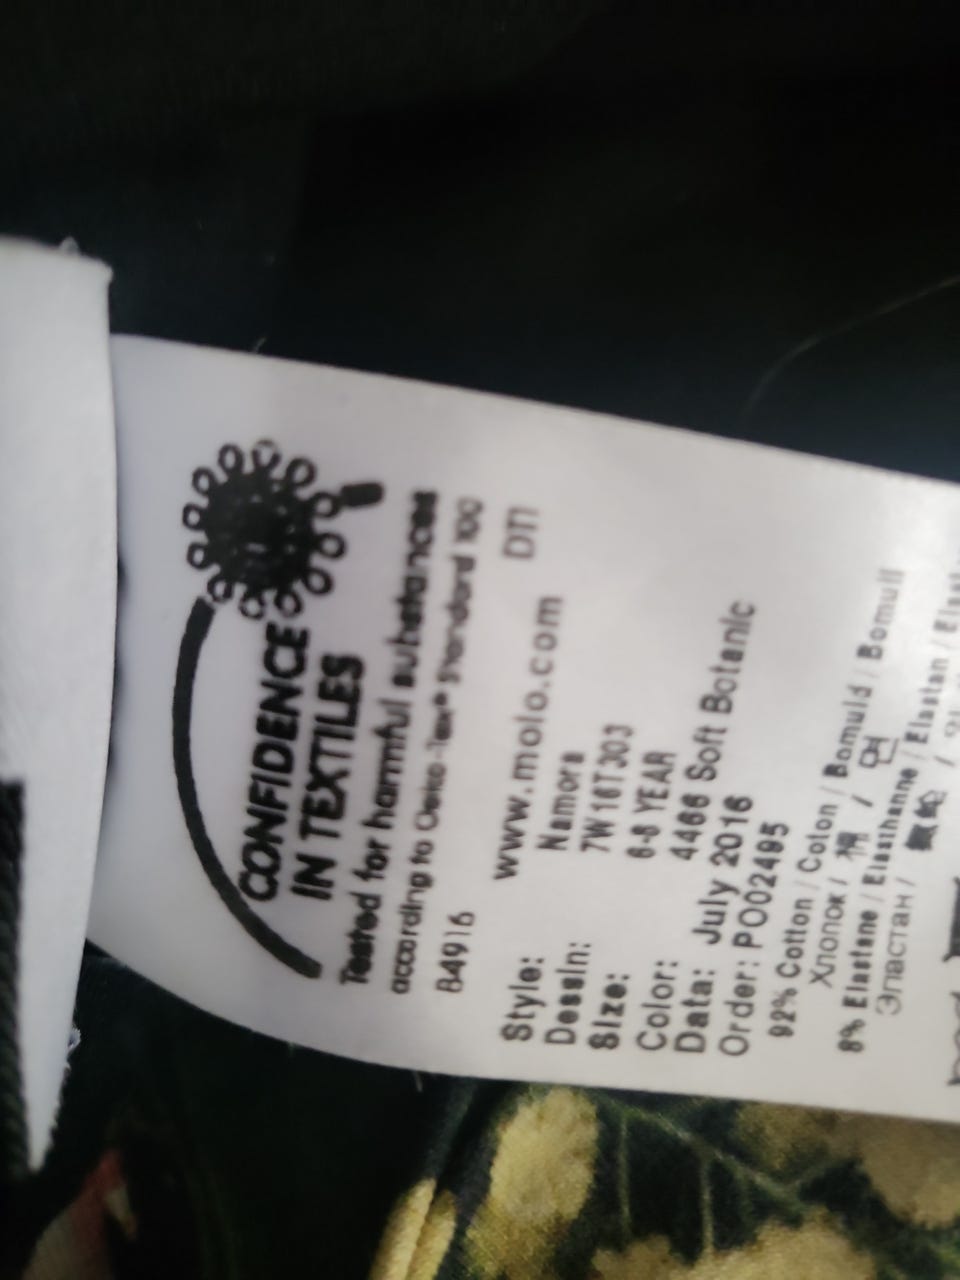 CONFIDENCE
IN TEXTILES
Tested for harmful substances
according to Oeko-Tex® Standard 100
B4916 DTI
www.molo.com
Style: Namora
Dessin: 7W16T303
Size: 6-8 YEAR
Color: 4466 Soft Botanic
Data: July 2016
Order: PO02495
92% Cotton / Coton / Bomuld / Bomull
Хлопок / 棉 / 면
8% Elastane / Elasthanne / Elastan /
Эластан /